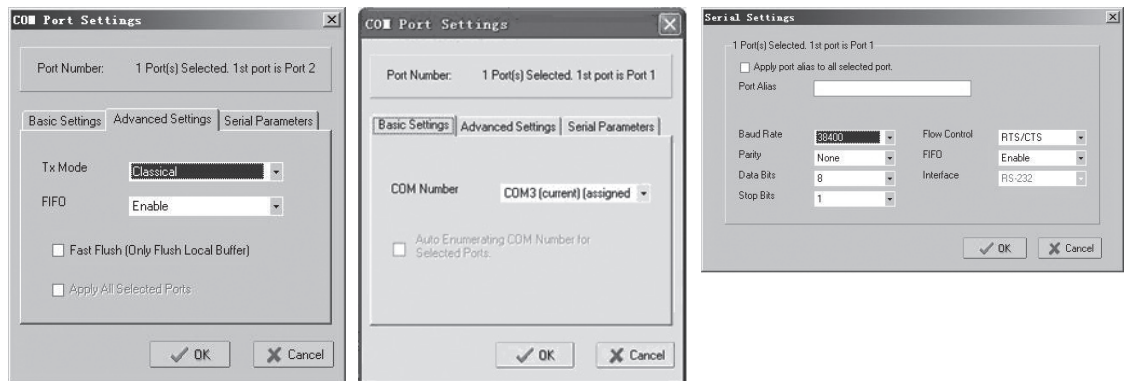 COM Port Settings
Port Number: 1 Port(s) Selected. 1st port is Port 2
Basic Settings Advanced Settings Serial Parameters
Tx Mode Classical
FIFO Enable
Fast Flush (Only Flush Local Buffer)
Apply All Selected Ports
OK Cancel
COM Port Settings
Port Number: 1 Port(s) Selected. 1st port is Port 1
Basic Settings Advanced Settings Serial Parameters
COM Number COM3 (current) (assigned
Auto Enumerating COM Number for
Selected Ports.
OK Cancel
Serial Settings
1 Port(s) Selected. 1st port is Port 1
Apply port alias to all selected port.
Port Alias
Baud Rate 38400 Flow Control RTS/CTS
Parity None FIFO Enable
Data Bits 8 Interface RS-232
Stop Bits 1
OK Cancel